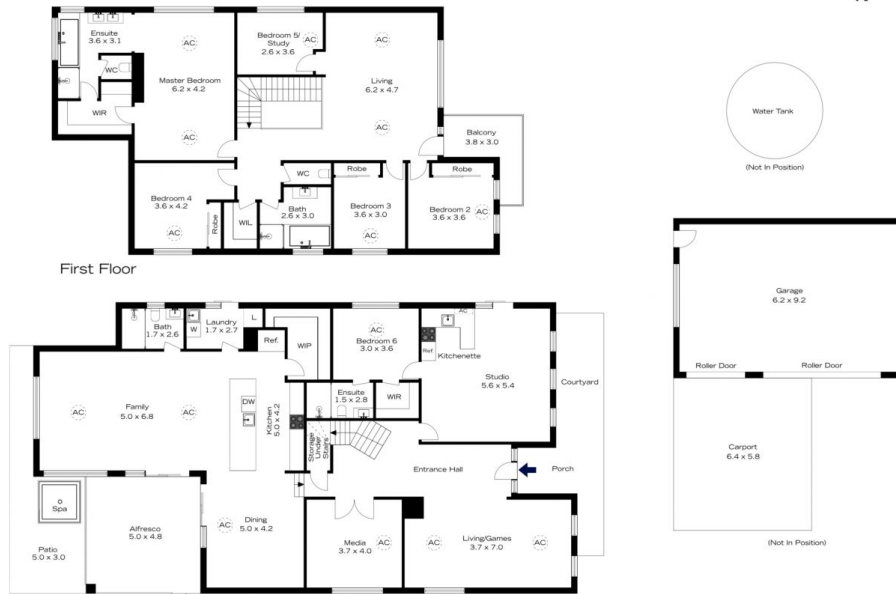 Ensuite
3.6 x 3.1
WC
WIR
AC
Master Bedroom
6.2 x 4.2
AC
Bedroom 5/
Study
2.6 x 3.6
AC
AC
Living
6.2 x 4.7
AC
Balcony
3.8 x 3.0
Bedroom 4
3.6 x 4.2
AC
Robe
WIL
WC
Bath
2.6 x 3.0
Robe
Bedroom 3
3.6 x 3.0
AC
Robe
Bedroom 2
3.6 x 3.6
AC
First Floor
Water Tank
(Not In Position)
Garage
6.2 x 9.2
Roller Door
Roller Door
Carport
6.4 x 5.8
(Not In Position)
Bath
1.7 x 2.6
W
Laundry
1.7 x 2.7
L
Ref.
WIP
AC
Bedroom 6
3.0 x 3.6
AC
Ref.
Kitchenette
Studio
5.6 x 5.4
Courtyard
Family
5.0 x 6.8
AC
AC
DW
Kitchen
5.0 x 4.2
Ensuite
1.5 x 2.8
WIR
Storage
Under
Stairs
Entrance Hall
Porch
Spa
Patio
5.0 x 3.0
Alfresco
5.0 x 4.8
AC
Dining
5.0 x 4.2
Media
3.7 x 4.0
AC
AC
Living/Games
3.7 x 7.0
AC